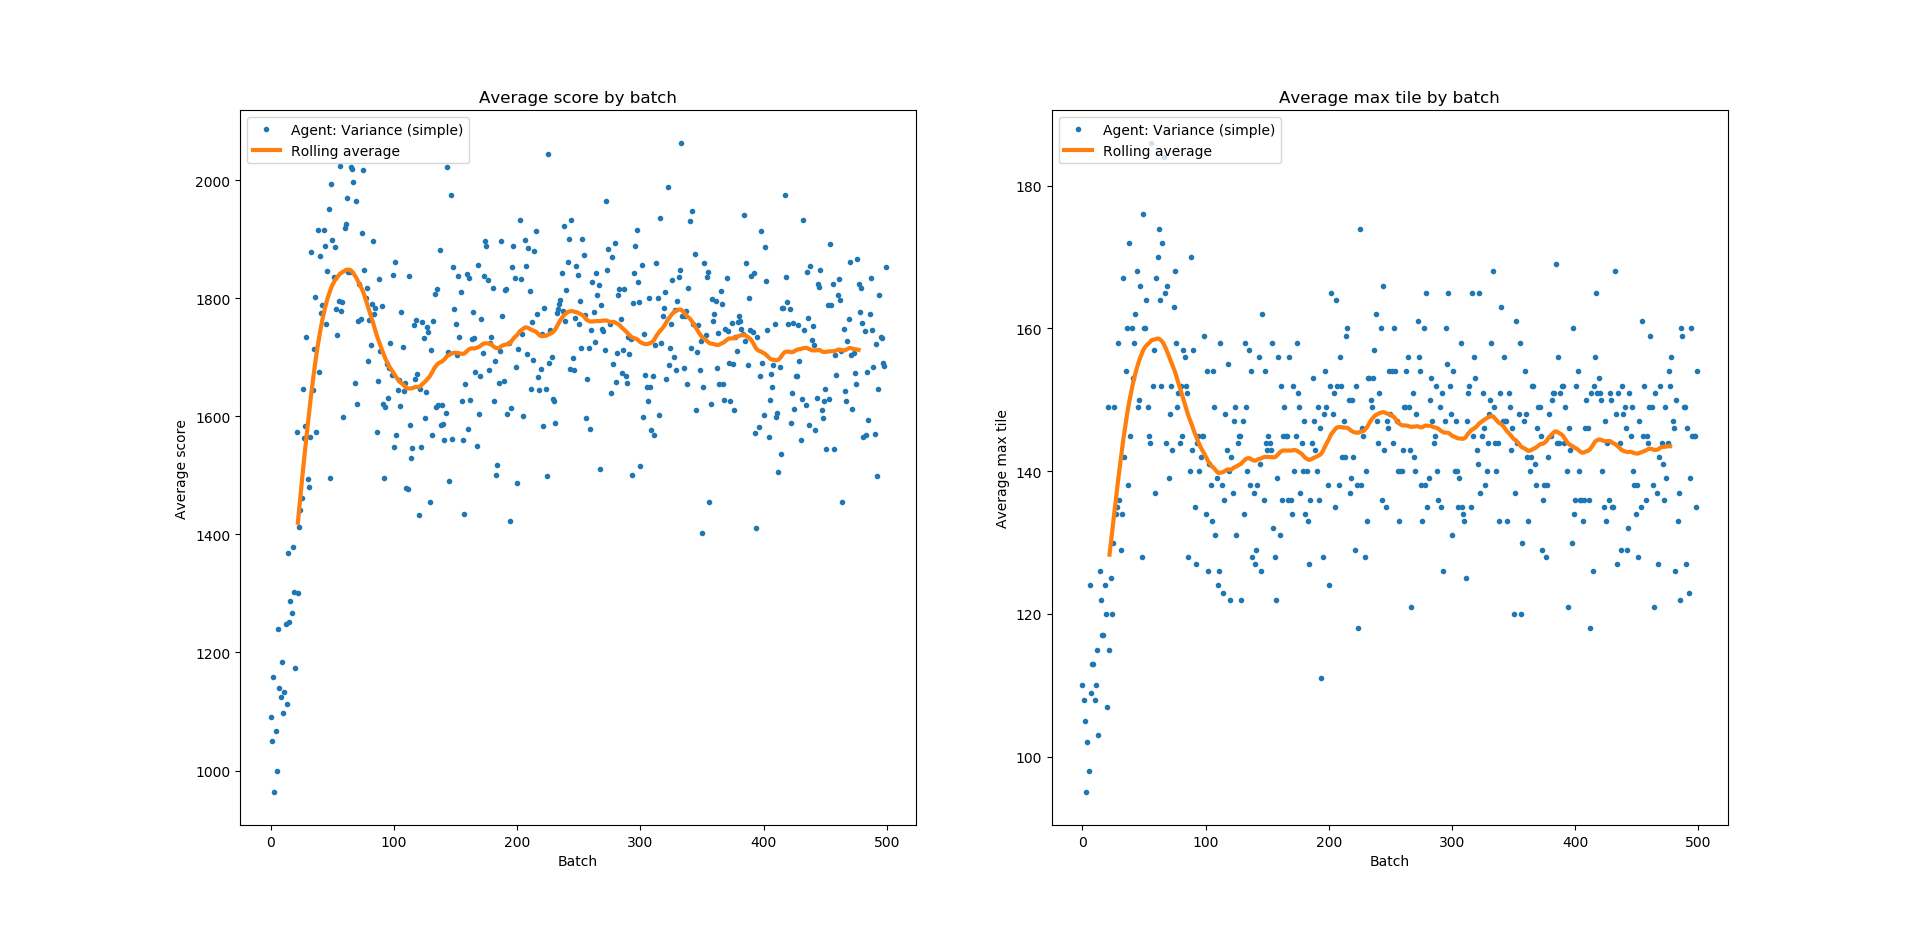 Average score by batch
Agent: Variance (simple)
Rolling average
2000
1800
1600
1400
1200
1000
Average score
0 100 200 300 400 500
Batch
Average max tile by batch
Agent: Variance (simple)
Rolling average
180
160
140
120
100
Average max tile
0 100 200 300 400 500
Batch